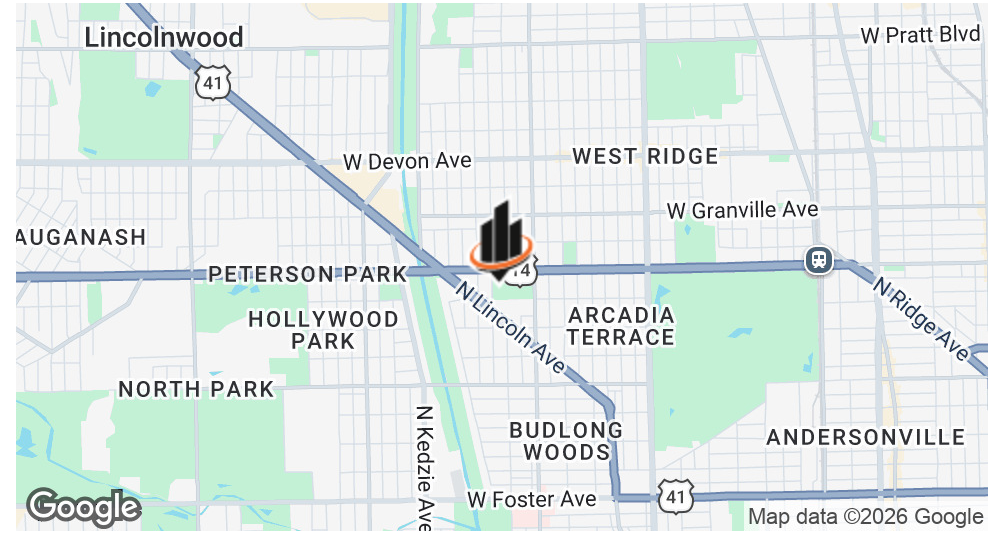 Lincolnwood
W Pratt Blvd
41
W Devon Ave
WEST RIDGE
W Granville Ave
AUGANASH
PETERSON PARK
14
N Ridge Ave
N Lincoln Ave
HOLLYWOOD
PARK
ARCADIA
TERRACE
NORTH PARK
N Kedzie Ave
BUDLONG
WOODS
ANDERSONVILLE
W Foster Ave
41
Google
Map data ©2026 Google